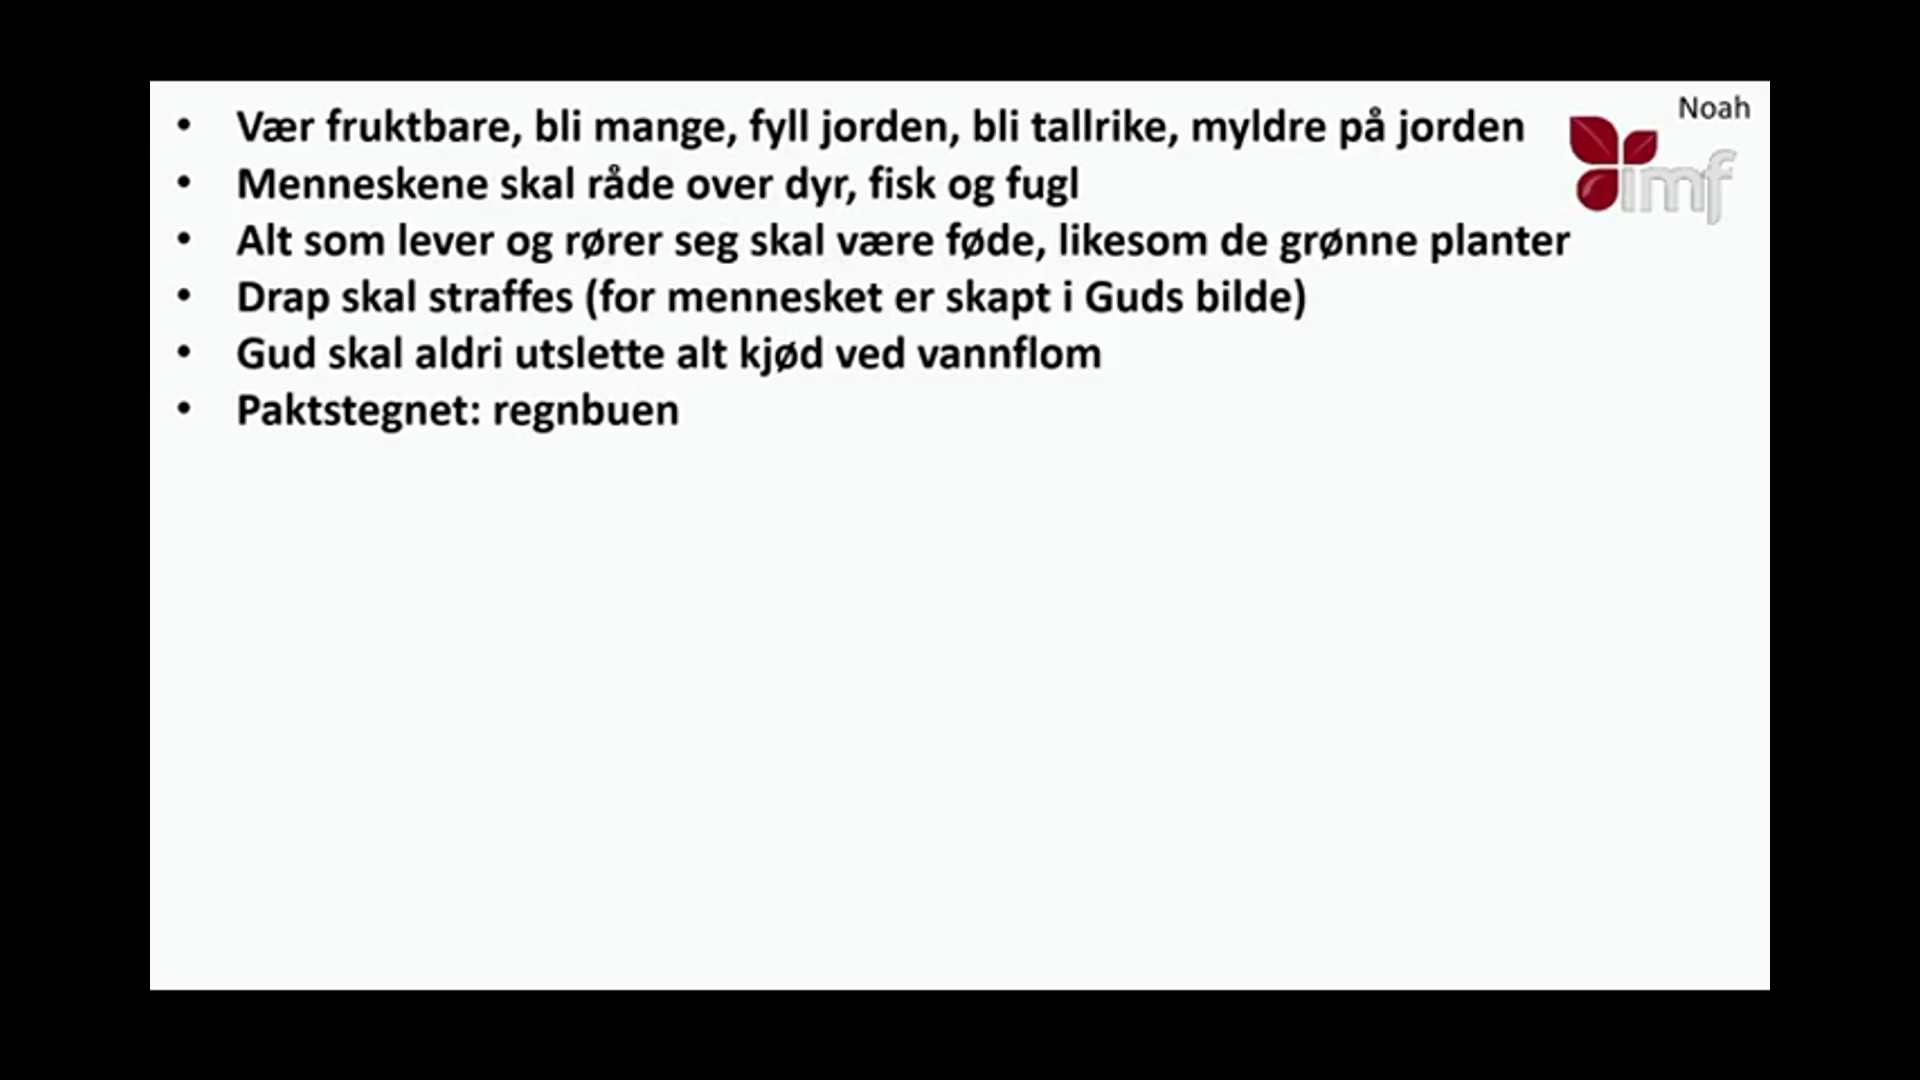 Noah
imf
• Vær fruktbare, bli mange, fyll jorden, bli tallrike, myldre på jorden
• Menneskene skal råde over dyr, fisk og fugl
• Alt som lever og rører seg skal være føde, likesom de grønne planter
• Drap skal straffes (for mennesket er skapt i Guds bilde)
• Gud skal aldri utslette alt kjød ved vannflom
• Paktstegnet: regnbuen